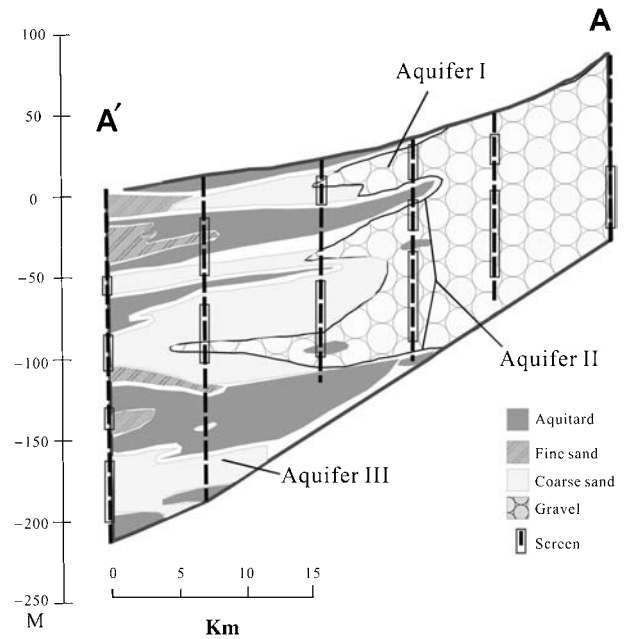 100
A
Aquifer I
50
A′
0
−50
−100
Aquifer II
Aquitard
−150
Fine sand
Aquifer III
Coarse sand
Gravel
−200
Screen
0 5 10 15
−250
M
Km